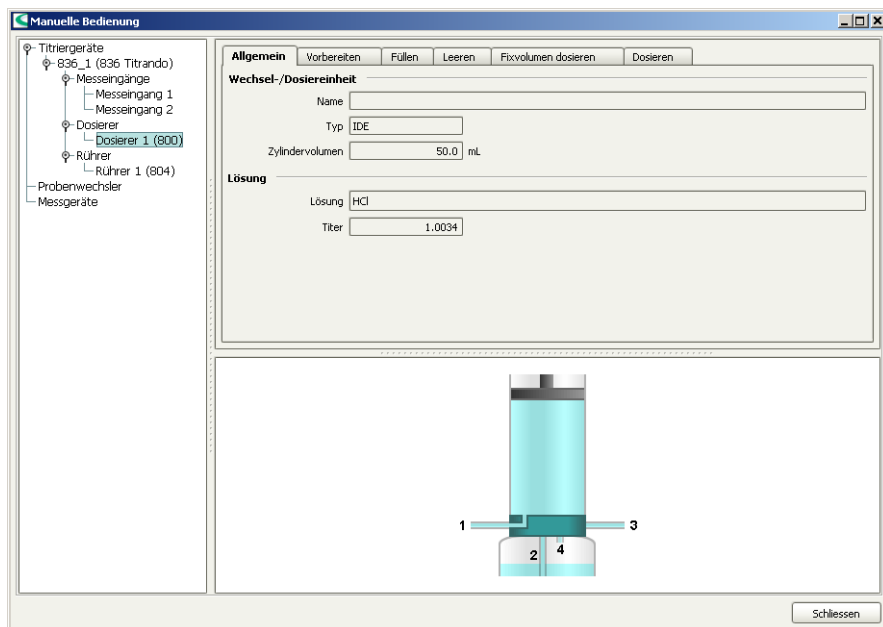 Manuelle Bedienung
Titriergeräte
836_1 (836 Titrando)
Messeingänge
Messeingang 1
Messeingang 2
Dosierer
Dosierer 1 (800)
Rührer
Rührer 1 (804)
Probenwechsler
Messgeräte
Allgemein Vorbereiten Füllen Leeren Fixvolumen dosieren Dosieren
Wechsel-/Dosiereinheit
Name
Typ IDE
Zylindervolumen 50.0 mL
Lösung
Lösung HCl
Titer 1.0034
1 3
2 4
Schliessen